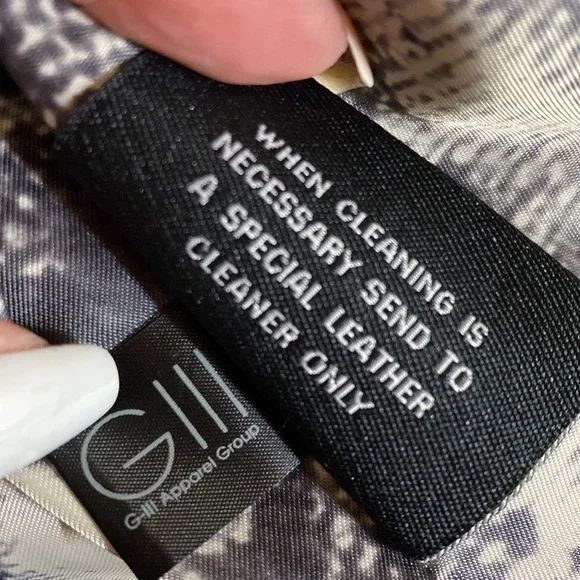 WHEN CLEANING IS
NECESSARY SEND TO
A SPECIAL LEATHER
CLEANER ONLY
GIII
G-III Apparel Group